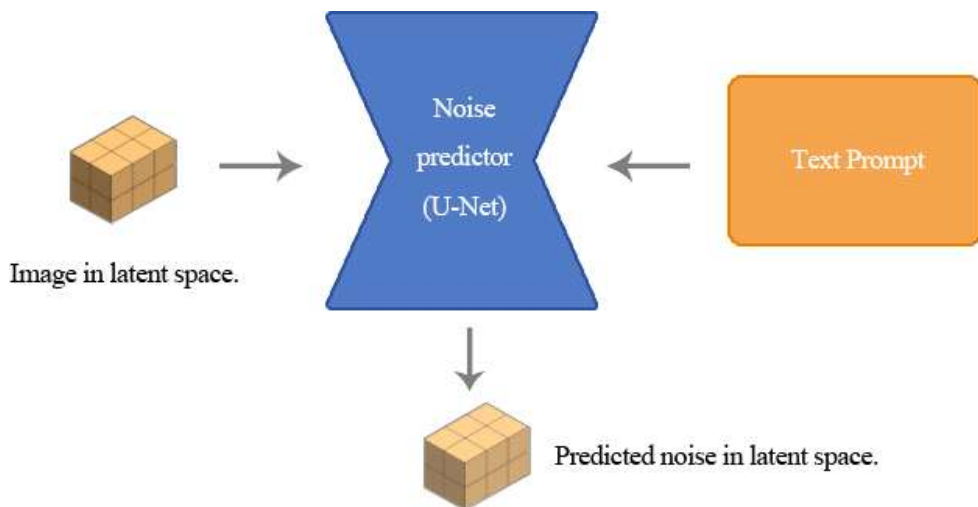 Noise
predictor
(U-Net)
Text Prompt
Image in latent space.
Predicted noise in latent space.